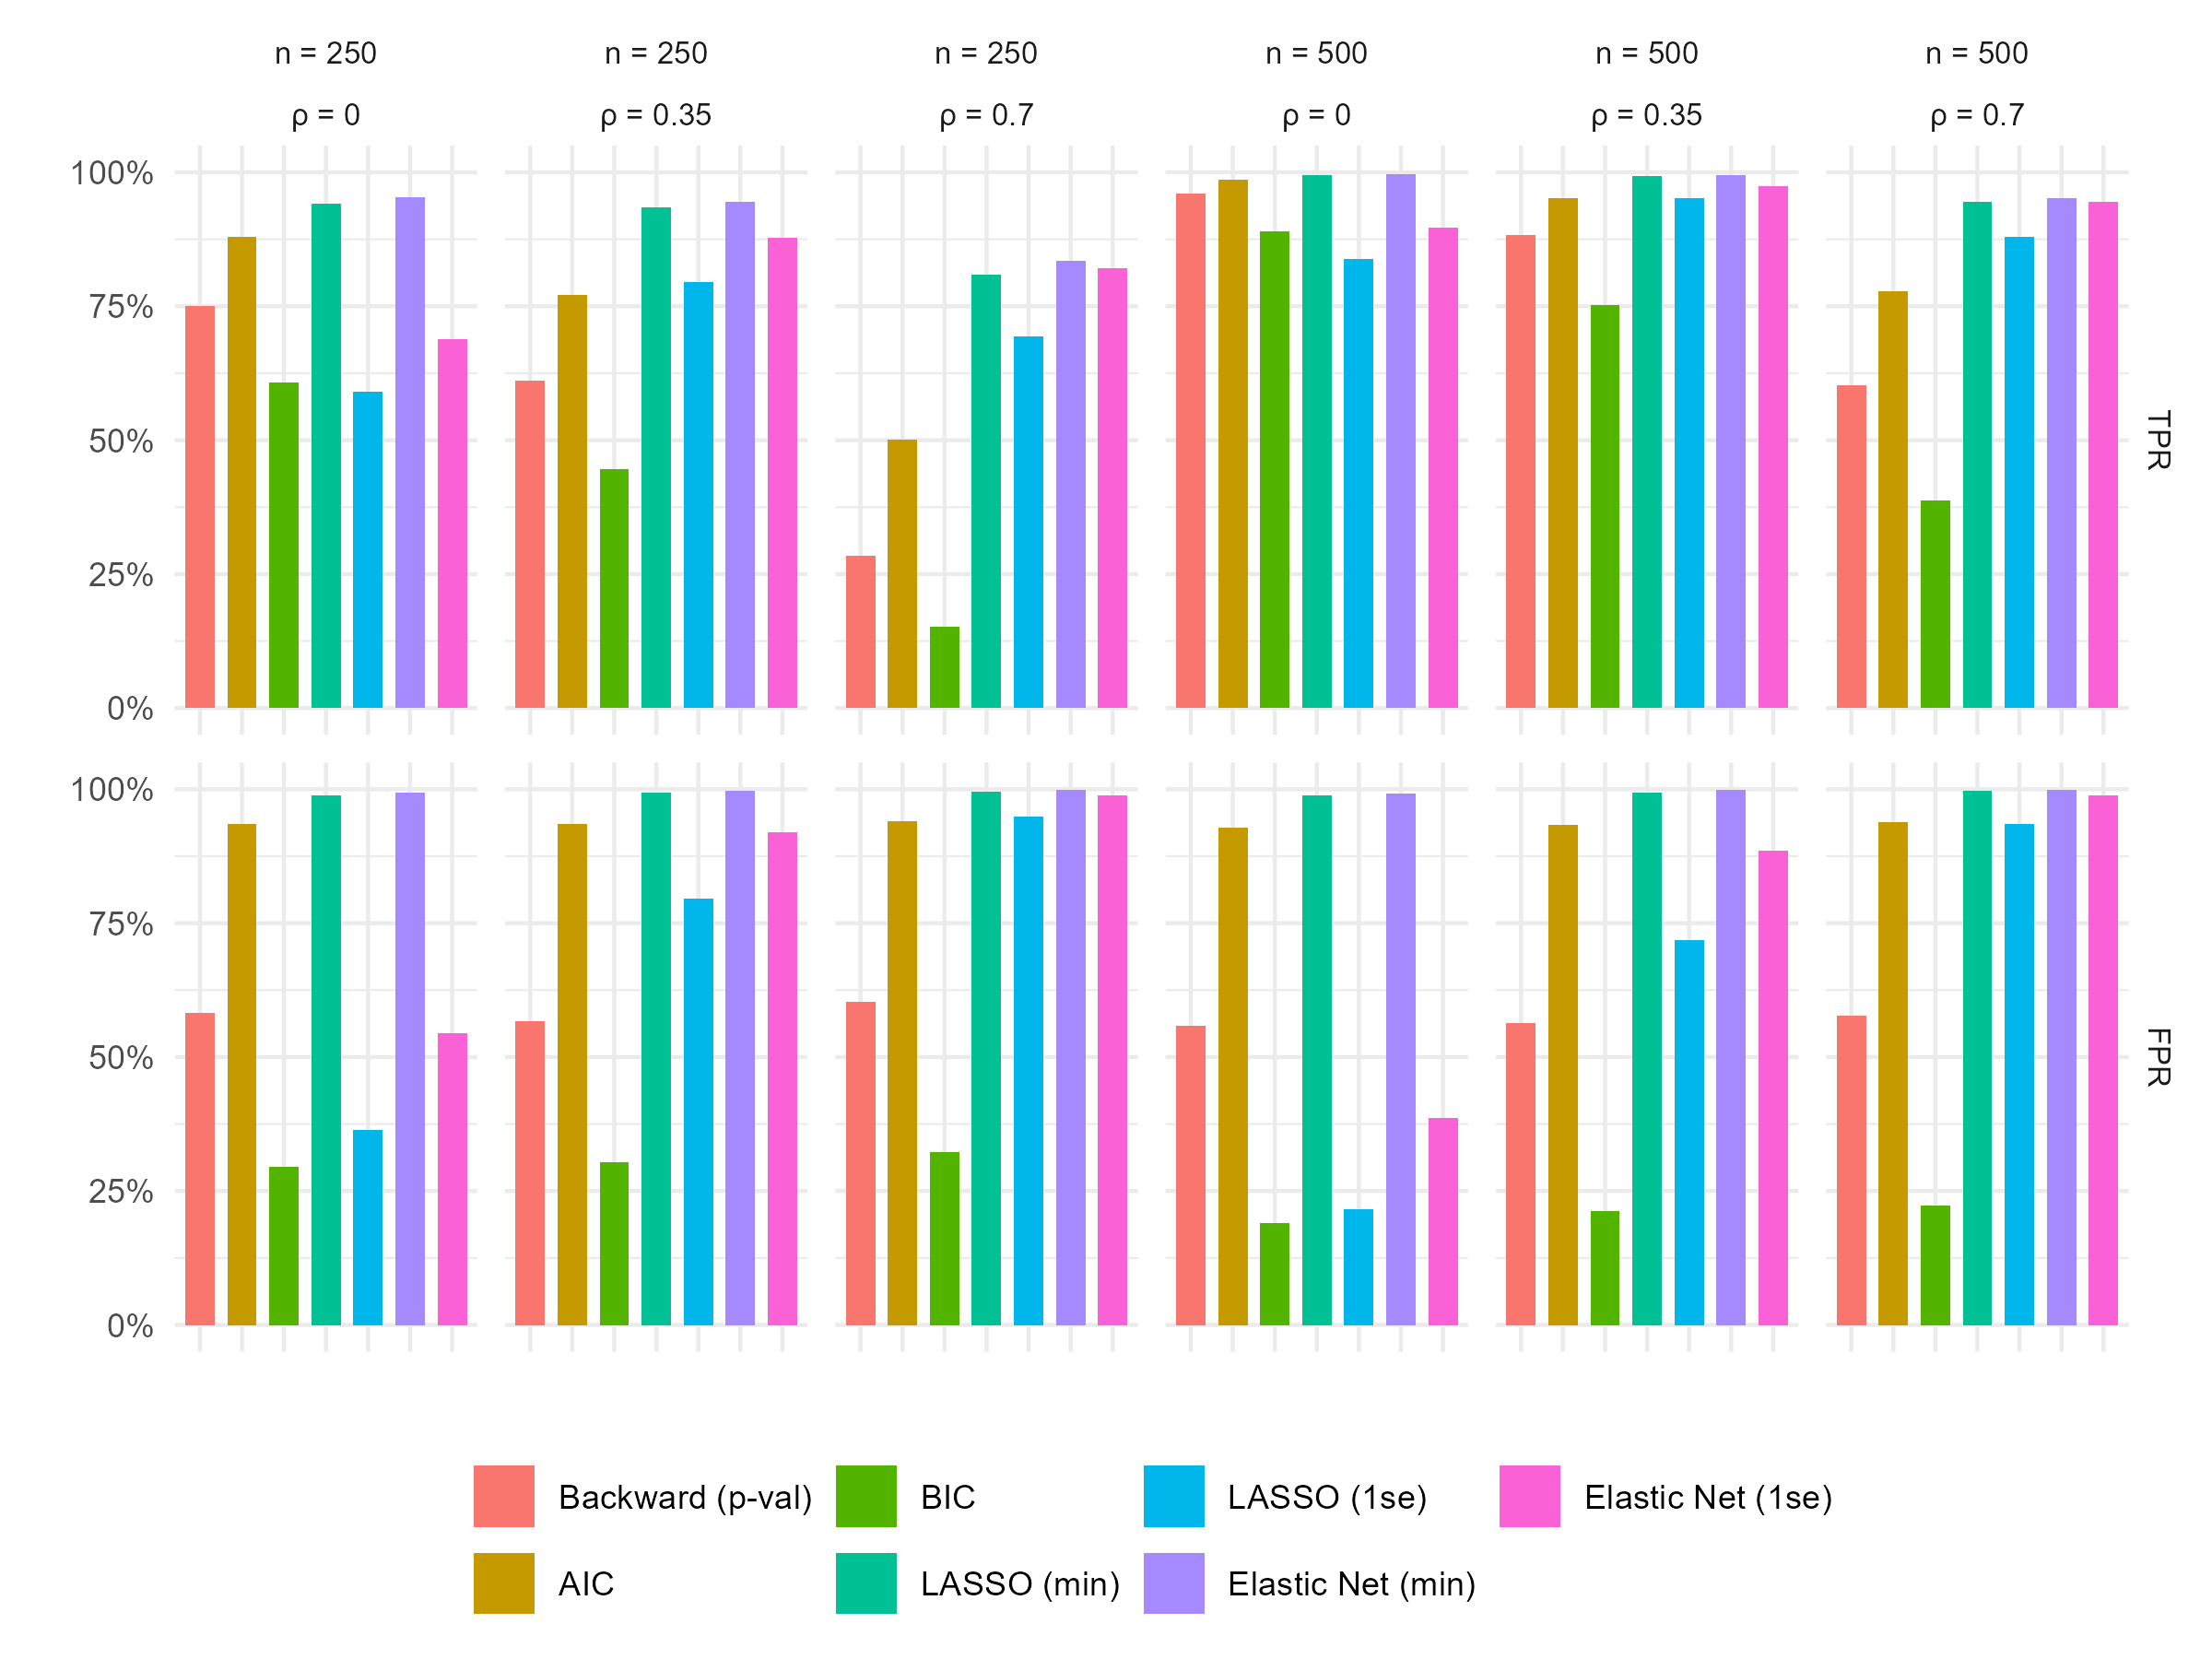 n = 250 n = 250 n = 250 n = 500 n = 500 n = 500
ρ = 0 ρ = 0.35 ρ = 0.7 ρ = 0 ρ = 0.35 ρ = 0.7
100%
75%
50%
25%
0%
TPR
100%
75%
50%
25%
0%
FPR
Backward (p-val) BIC LASSO (1se) Elastic Net (1se)
AIC LASSO (min) Elastic Net (min)